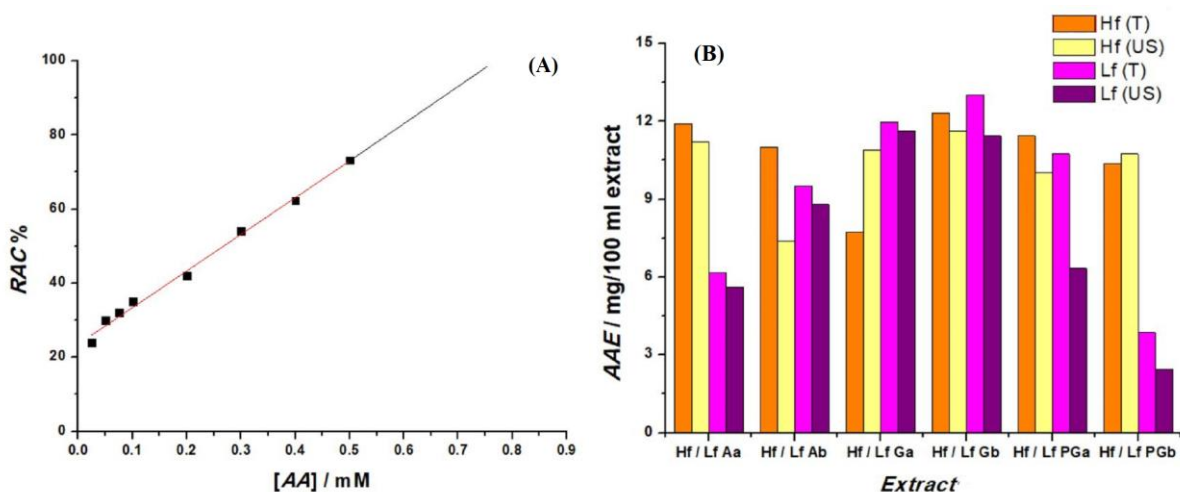 (A)
100
80
60
40
20
0
RAC %
0.0 0.1 0.2 0.3 0.4 0.5 0.6 0.7 0.8 0.9
[AA] / mM
(B)
Hf (T)
Hf (US)
Lf (T)
Lf (US)
15
12
9
6
3
0
AAE / mg/100 ml extract
Hf / Lf Aa Hf / Lf Ab Hf / Lf Ga Hf / Lf Gb Hf / Lf PGa Hf / Lf PGb
Extract